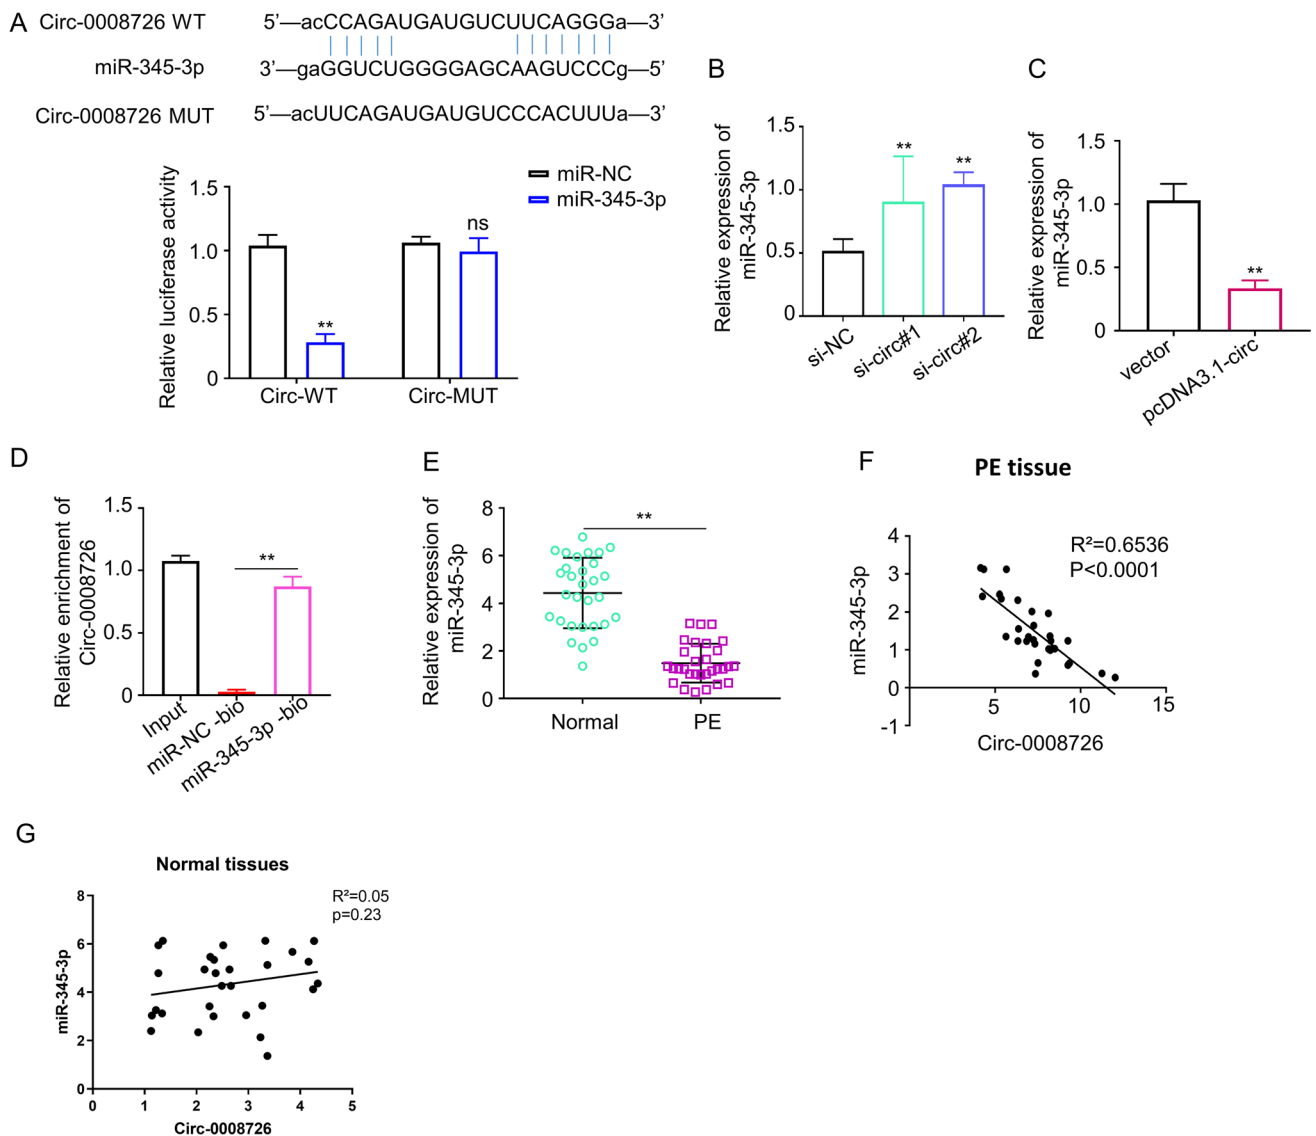 A
Circ-0008726 WT 5’—acCCAGAUGAUGUCUUCAGGGa—3’
miR-345-3p 3’—gaGGUCUGGGGAGCAAGUCCCg—5’
Circ-0008726 MUT 5’—acUUCAGAUGAUGUCCCACUUUa—3’
miR-NC
miR-345-3p
Relative luciferase activity
1.5
1.0
0.5
0
**
ns
Circ-WT Circ-MUT
B
Relative expression of
miR-345-3p
1.5
1.0
0.5
0
**
**
si-NC
si-circ#1
si-circ#2
C
Relative expression of
miR-345-3p
1.5
1.0
0.5
0
**
vector
pcDNA3.1-circ
D
Relative enrichment of
Circ-0008726
1.5
1.0
0.5
0
**
Input
miR-NC -bio
miR-345-3p -bio
E
Relative expression of
miR-345-3p
8
6
4
2
0
**
Normal PE
F
PE tissue
miR-345-3p
4
3
2
1
0
-1
R²=0.6536
P<0.0001
5 10 15
Circ-0008726
G
Normal tissues
R²=0.05
p=0.23
miR-345-3p
8
6
4
2
0
0 1 2 3 4 5
Circ-0008726